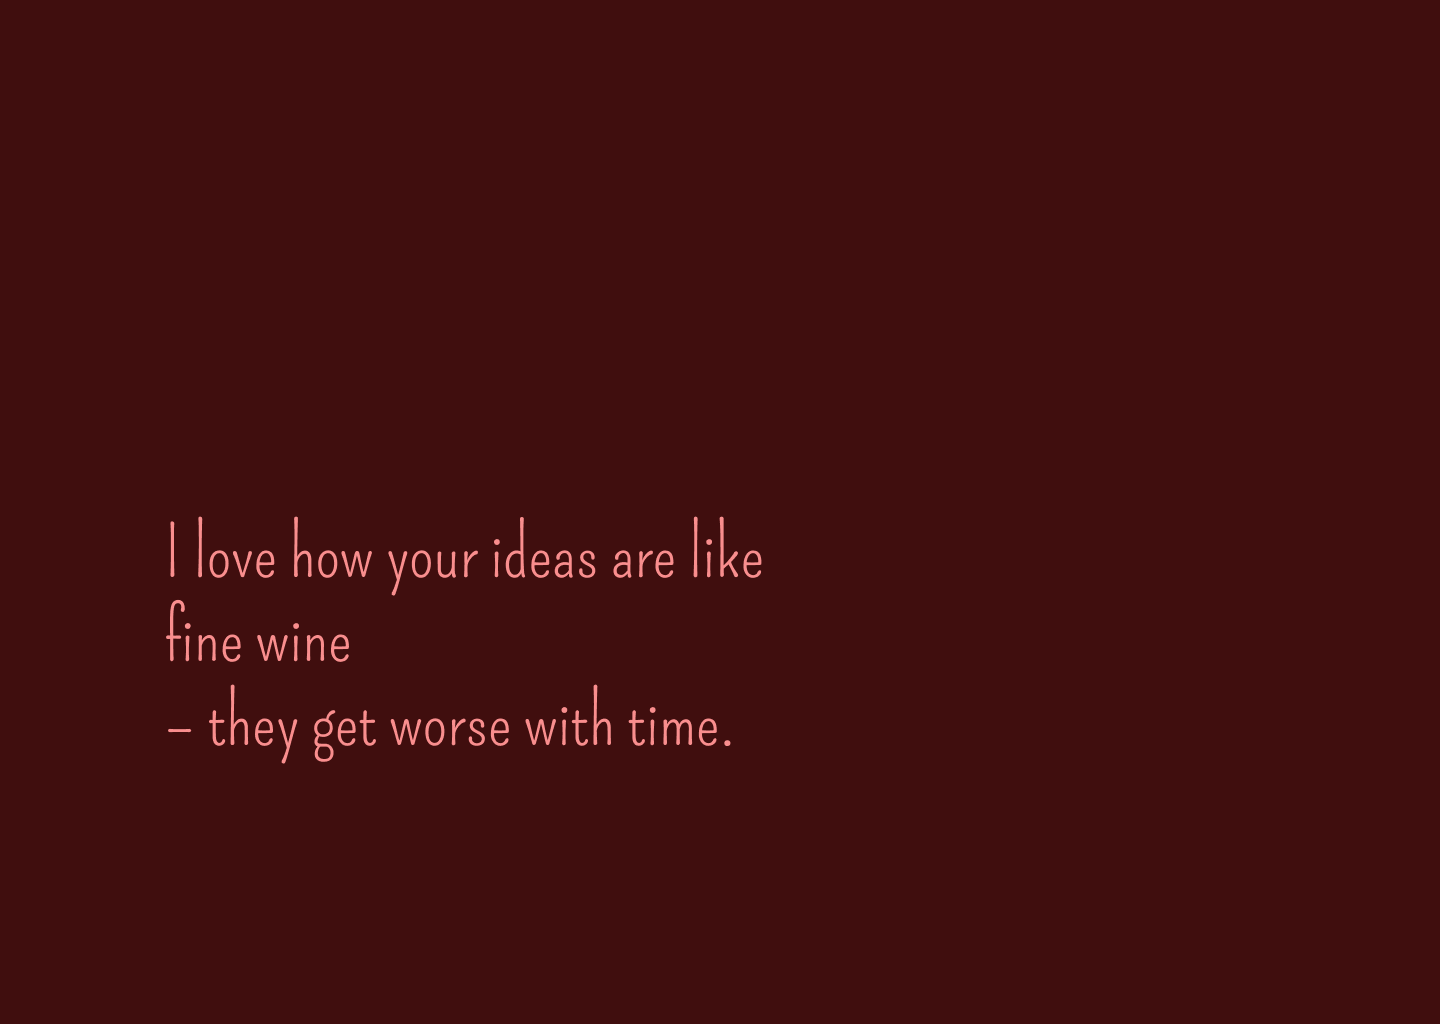 I love how your ideas are like
fine wine
– they get worse with time.